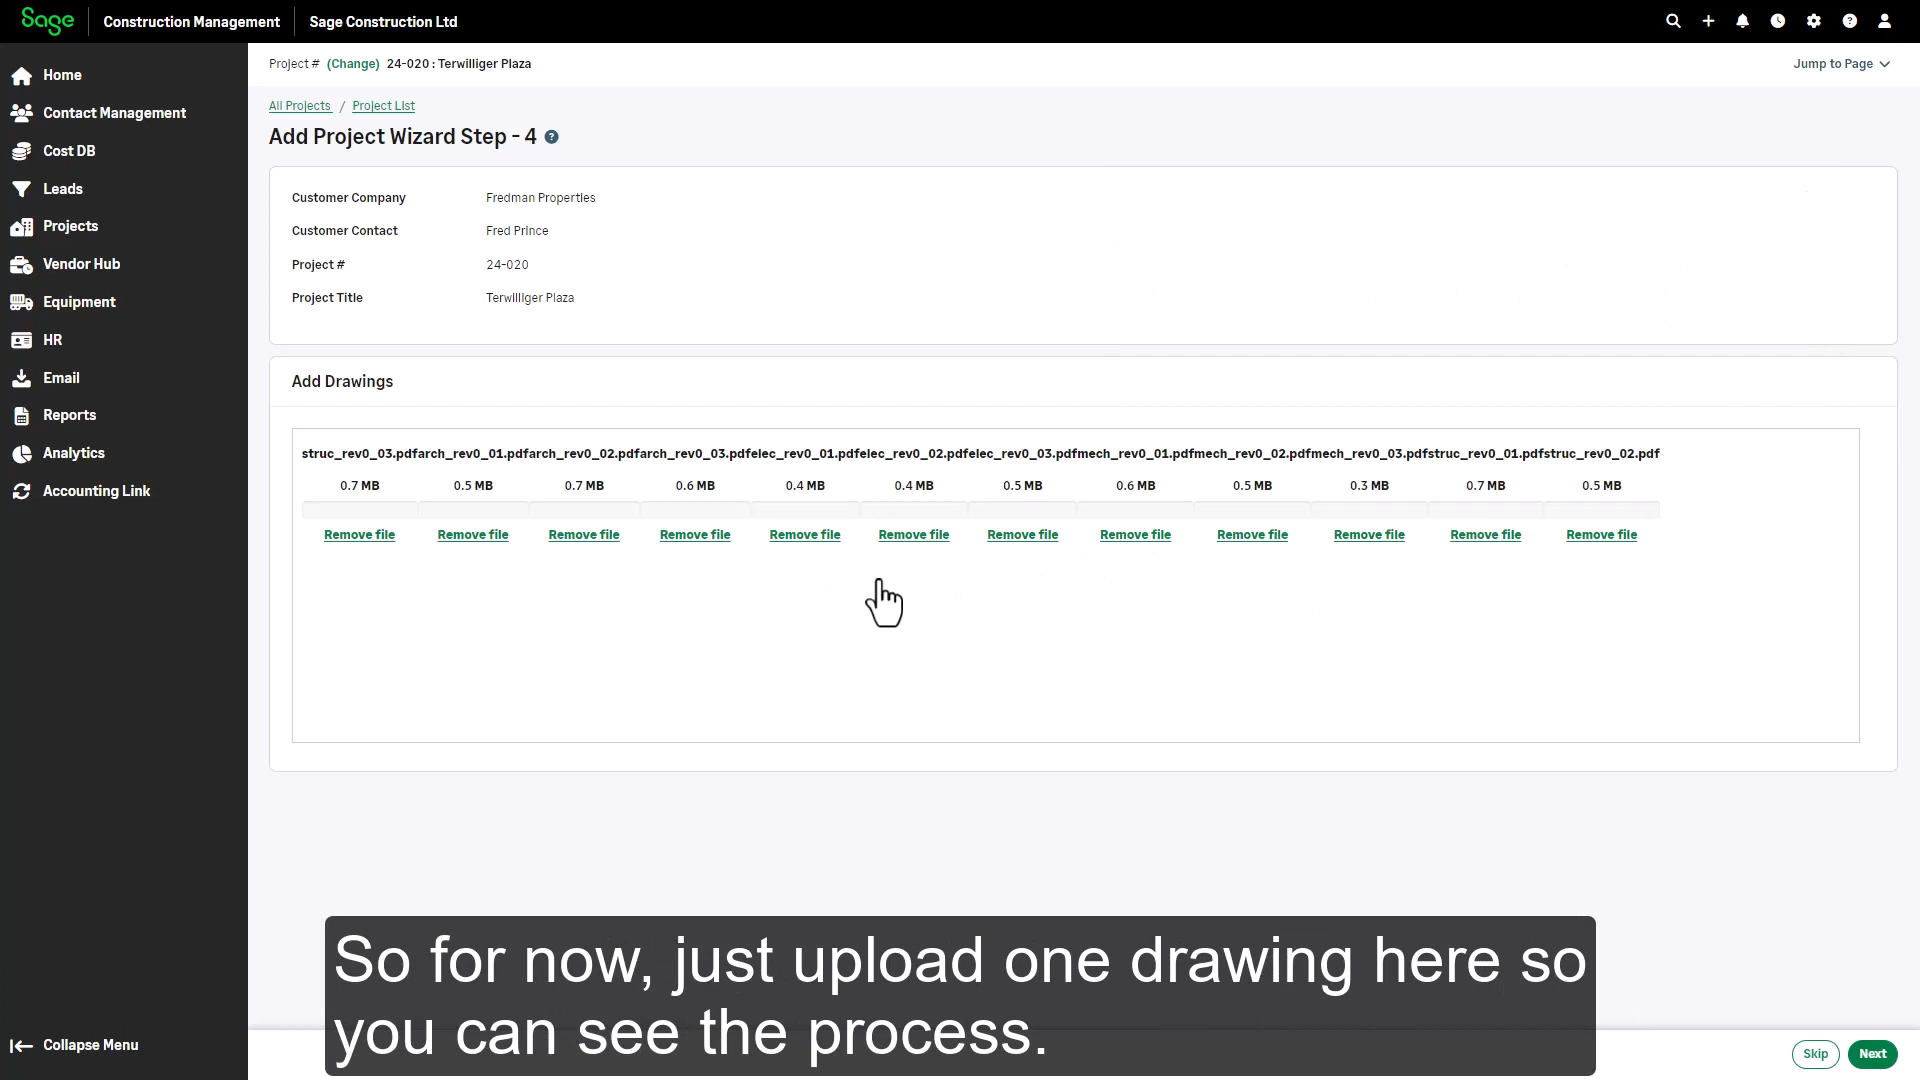 Sage Construction Management Sage Construction Ltd
Home
Contact Management
Cost DB
Leads
Projects
Vendor Hub
Equipment
HR
Email
Reports
Analytics
Accounting Link
Collapse Menu
Project # (Change) 24-020 : Terwilliger Plaza Jump to Page
All Projects / Project List
Add Project Wizard Step - 4 ?
Customer Company Fredman Properties
Customer Contact Fred Prince
Project # 24-020
Project Title Terwilliger Plaza
Add Drawings
struc_rev0_03.pdfarch_rev0_01.pdfarch_rev0_02.pdfarch_rev0_03.pdfelec_rev0_01.pdfelec_rev0_02.pdfelec_rev0_03.pdfmech_rev0_01.pdfmech_rev0_02.pdfmech_rev0_03.pdfstruc_rev0_01.pdfstruc_rev0_02.pdf
0.7 MB 0.5 MB 0.7 MB 0.6 MB 0.4 MB 0.4 MB 0.5 MB 0.6 MB 0.5 MB 0.3 MB 0.7 MB 0.5 MB
Remove file Remove file Remove file Remove file Remove file Remove file Remove file Remove file Remove file Remove file Remove file Remove file
So for now, just upload one drawing here so
you can see the process.
Skip Next